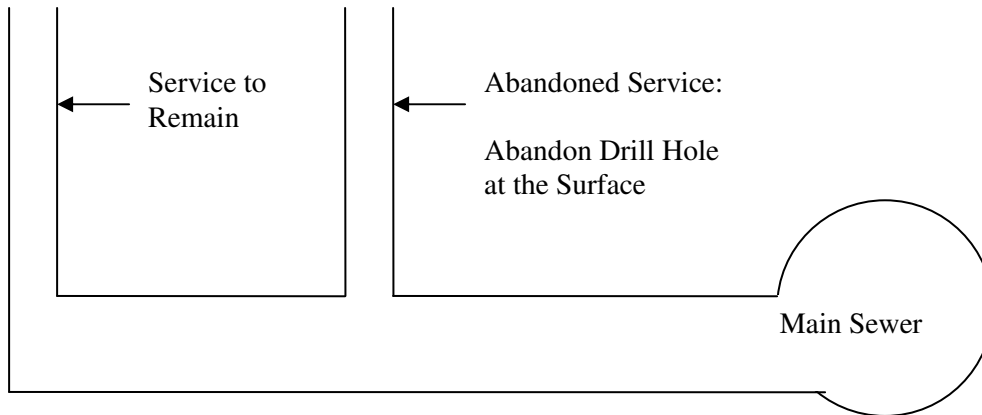 Service to
Remain
Abandoned Service:
Abandon Drill Hole
at the Surface
Main Sewer